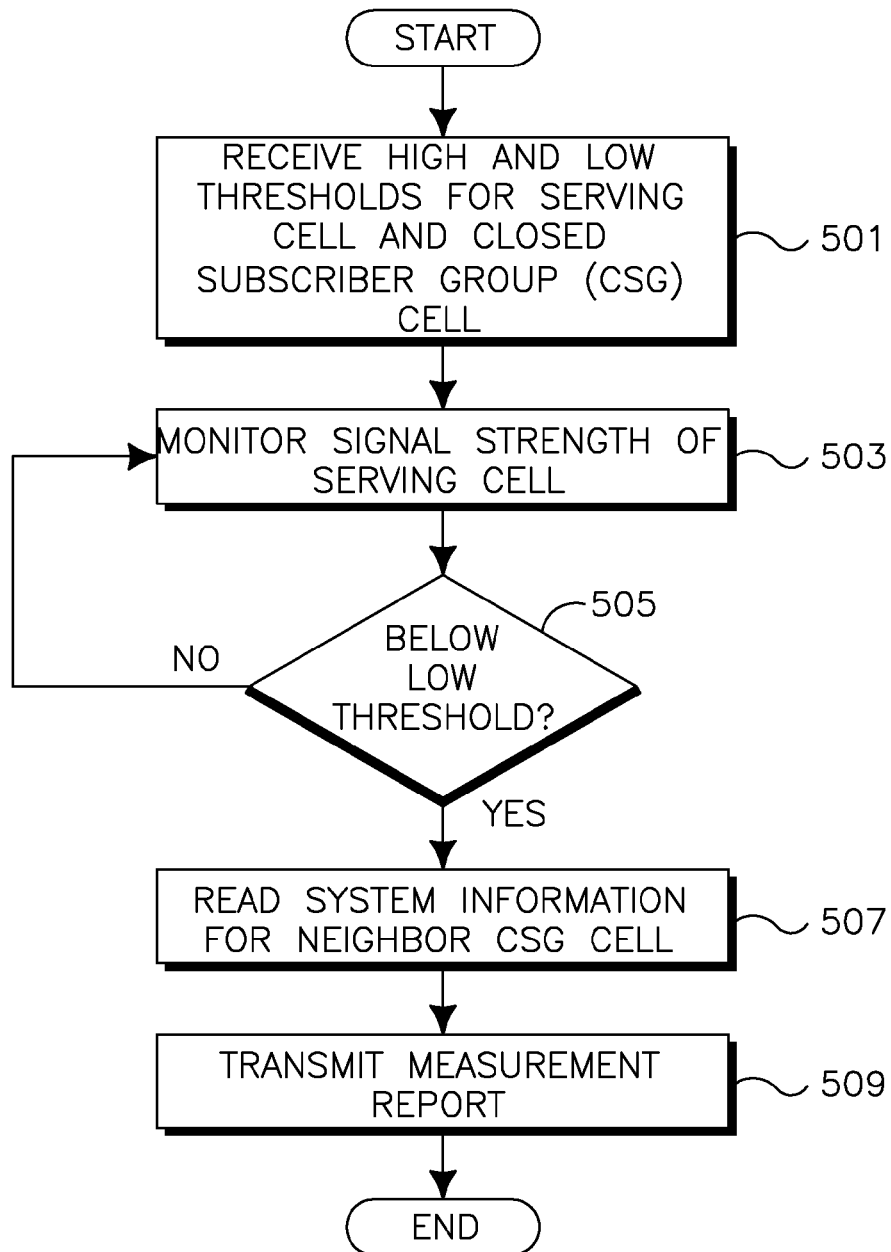 START
RECEIVE HIGH AND LOW
THRESHOLDS FOR SERVING
CELL AND CLOSED
SUBSCRIBER GROUP (CSG)
CELL
501
MONITOR SIGNAL STRENGTH OF
SERVING CELL
503
505
BELOW
LOW
THRESHOLD?
NO
YES
READ SYSTEM INFORMATION
FOR NEIGHBOR CSG CELL
507
TRANSMIT MEASUREMENT
REPORT
509
END